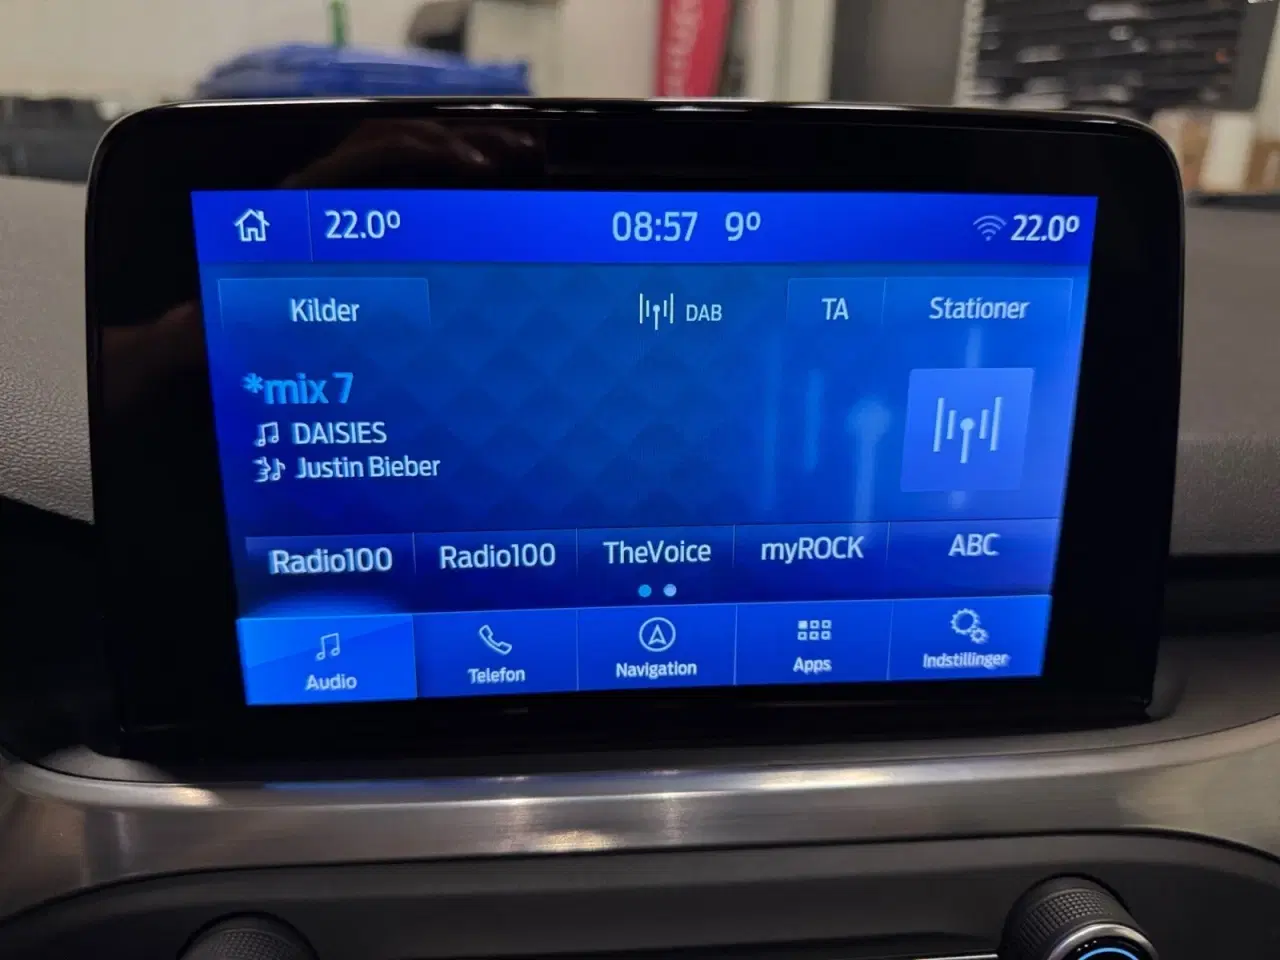 22.0° 08:57 9° 22.0°
Kilder DAB TA Stationer
*mix 7
DAISIES
Justin Bieber
Radio100 Radio100 TheVoice myROCK ABC
Audio Telefon Navigation Apps Indstillinger